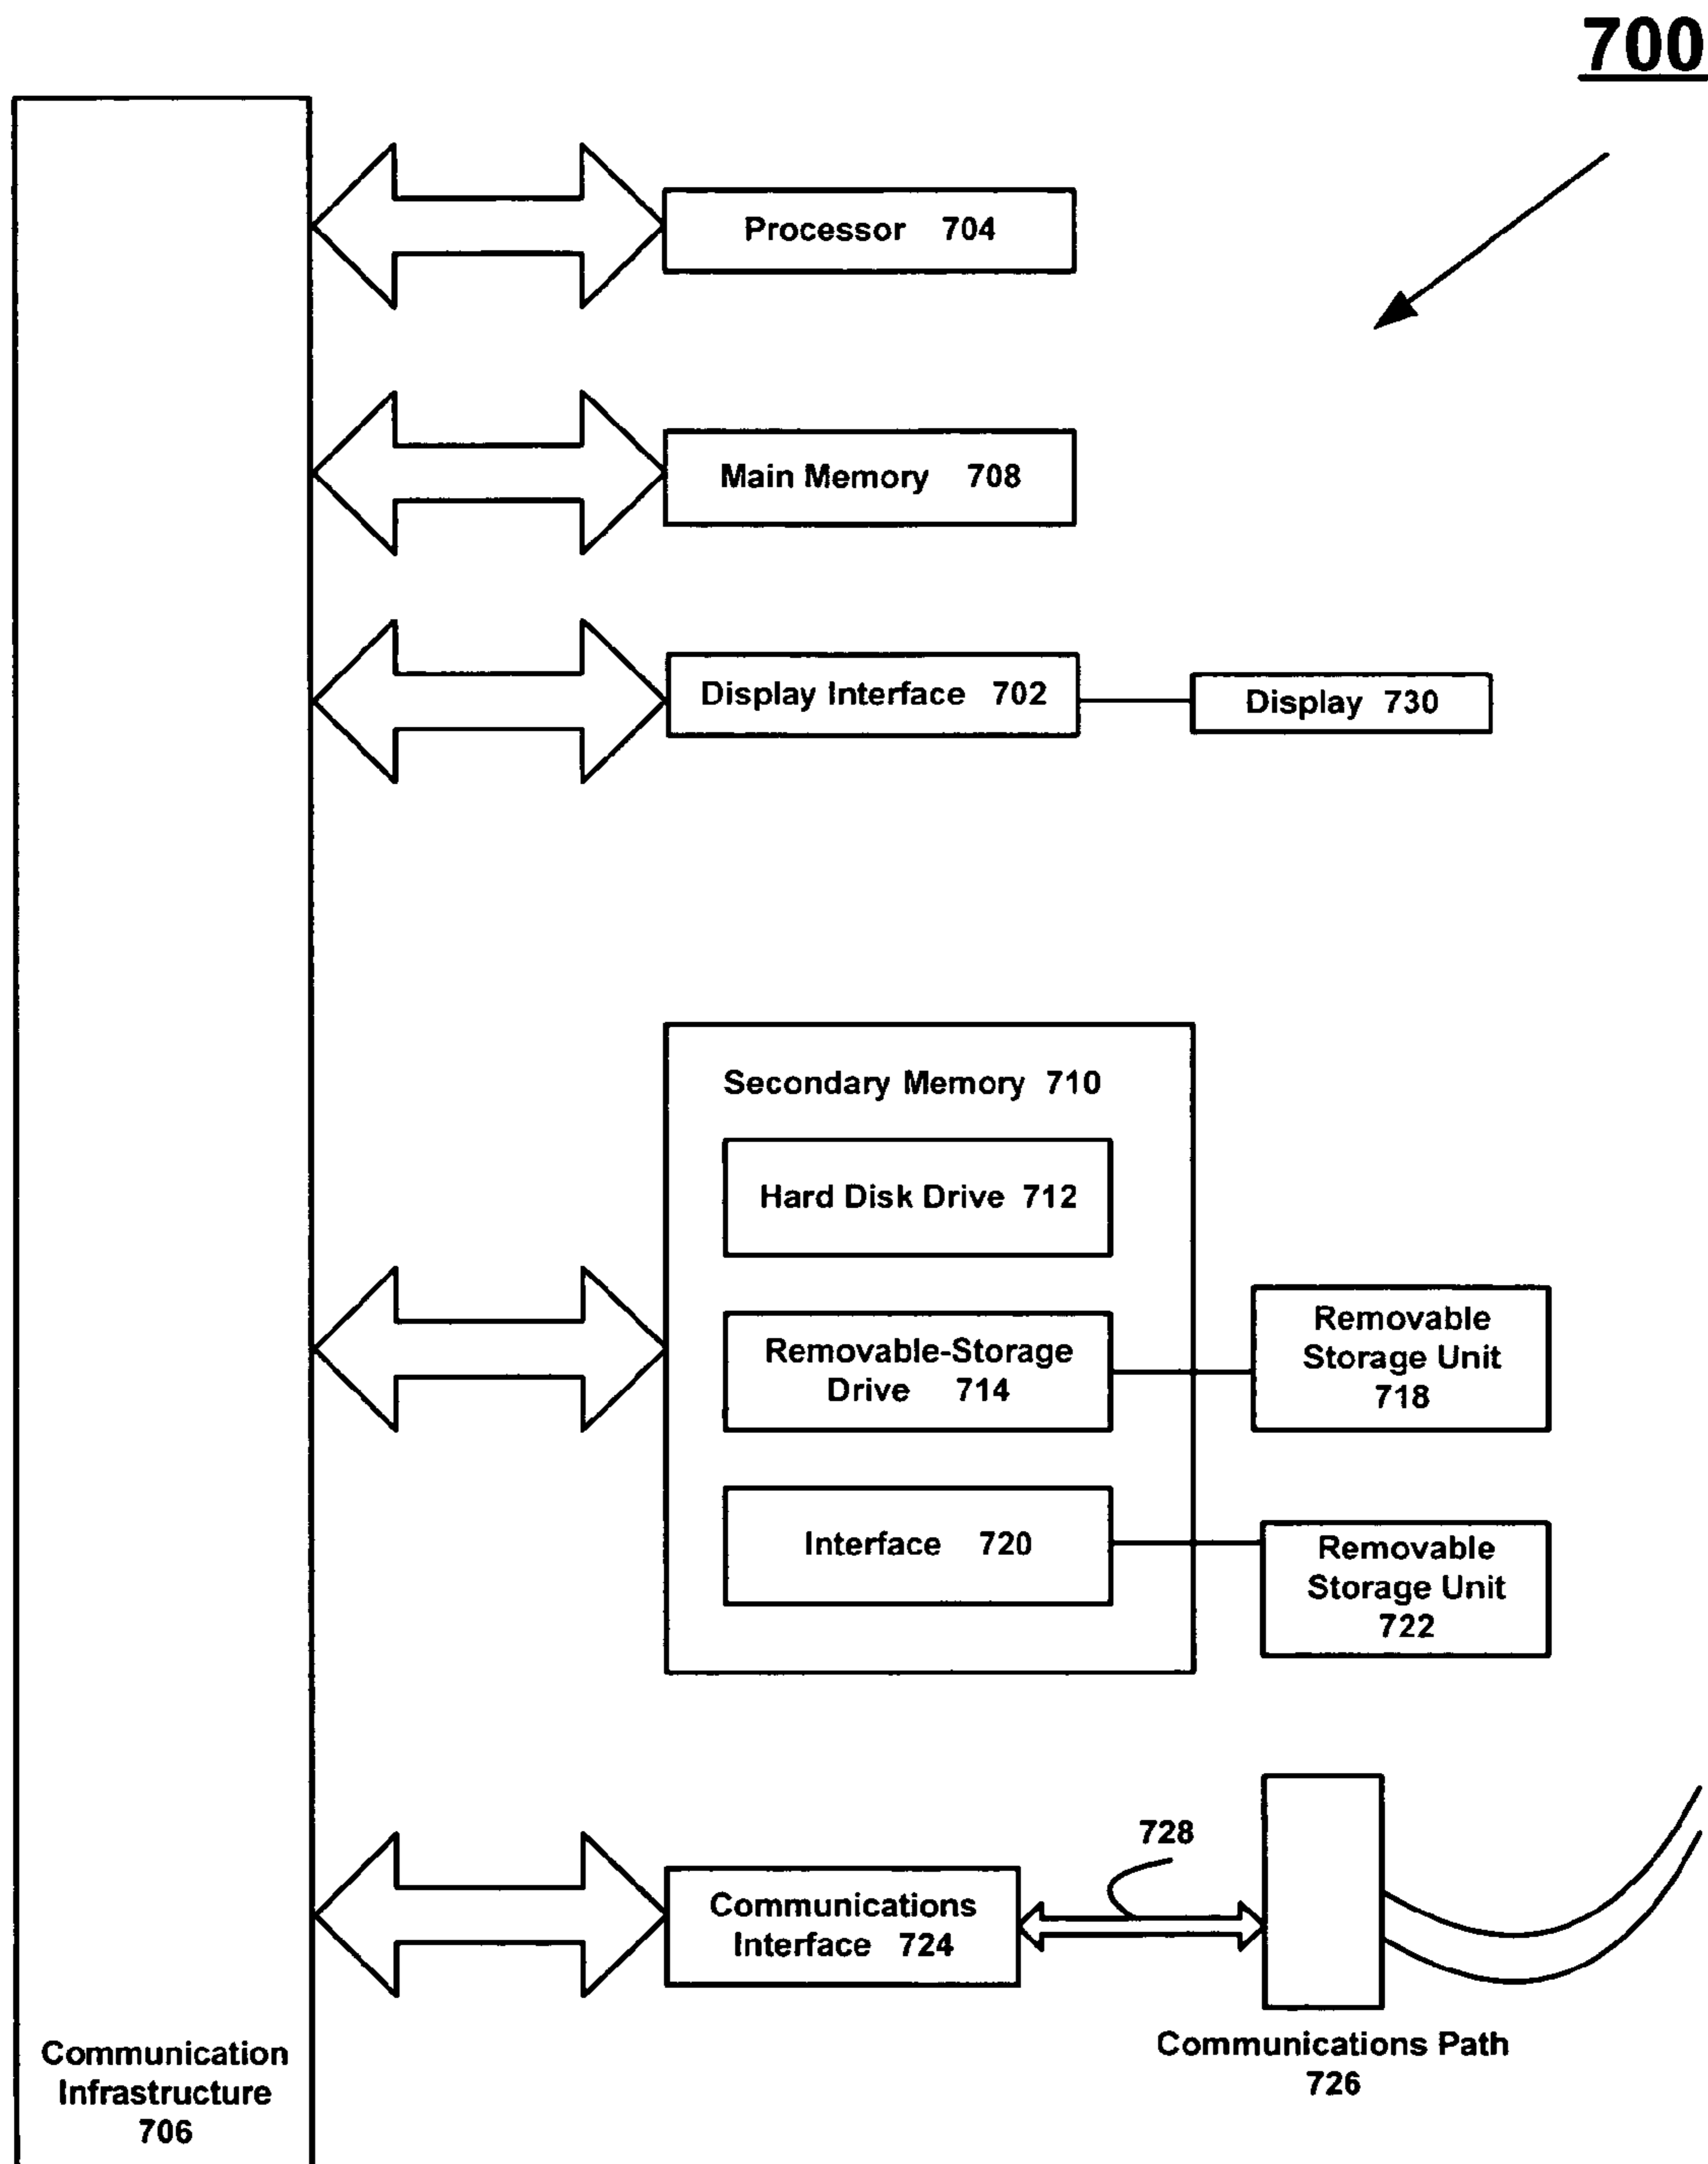 700
Processor 704
Main Memory 708
Display Interface 702
Display 730
Secondary Memory 710
Hard Disk Drive 712
Removable-Storage
Drive 714
Removable
Storage Unit
718
Interface 720
Removable
Storage Unit
722
728
Communications
Interface 724
Communications Path
726
Communication
Infrastructure
706